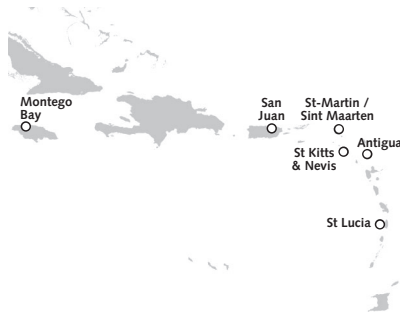 Montego
Bay
San
Juan
St-Martin /
Sint Maarten
Antigua
St Kitts
& Nevis
St Lucia